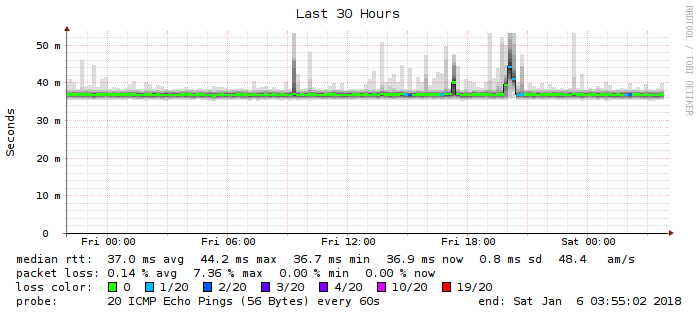 Last 30 Hours
RRDTOOL / TOBI OETIKER
Seconds
50 m
40 m
30 m
20 m
10 m
0
Fri 00:00 Fri 06:00 Fri 12:00 Fri 18:00 Sat 00:00
median rtt: 37.0 ms avg 44.2 ms max 36.7 ms min 36.9 ms now 0.8 ms sd 48.4 am/s
packet loss: 0.14 % avg 7.36 % max 0.00 % min 0.00 % now
loss color: 0 1/20 2/20 3/20 4/20 10/20 19/20
probe: 20 ICMP Echo Pings (56 Bytes) every 60s end: Sat Jan 6 03:55:02 2018